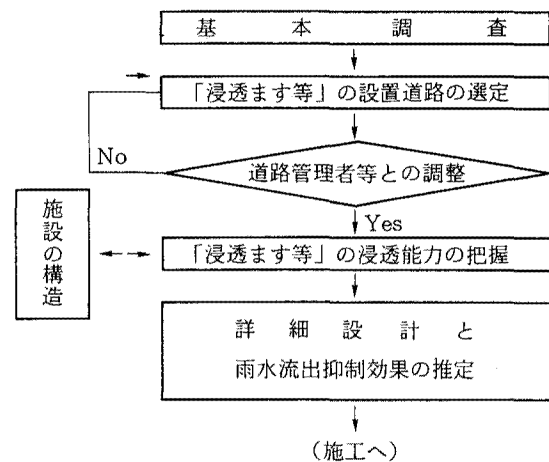 基本調査
「浸透ます等」の設置道路の選定
No
道路管理者等との調整
Yes
施設の構造
「浸透ます等」の浸透能力の把握
詳細設計と
雨水流出抑制効果の推定
(施工へ)